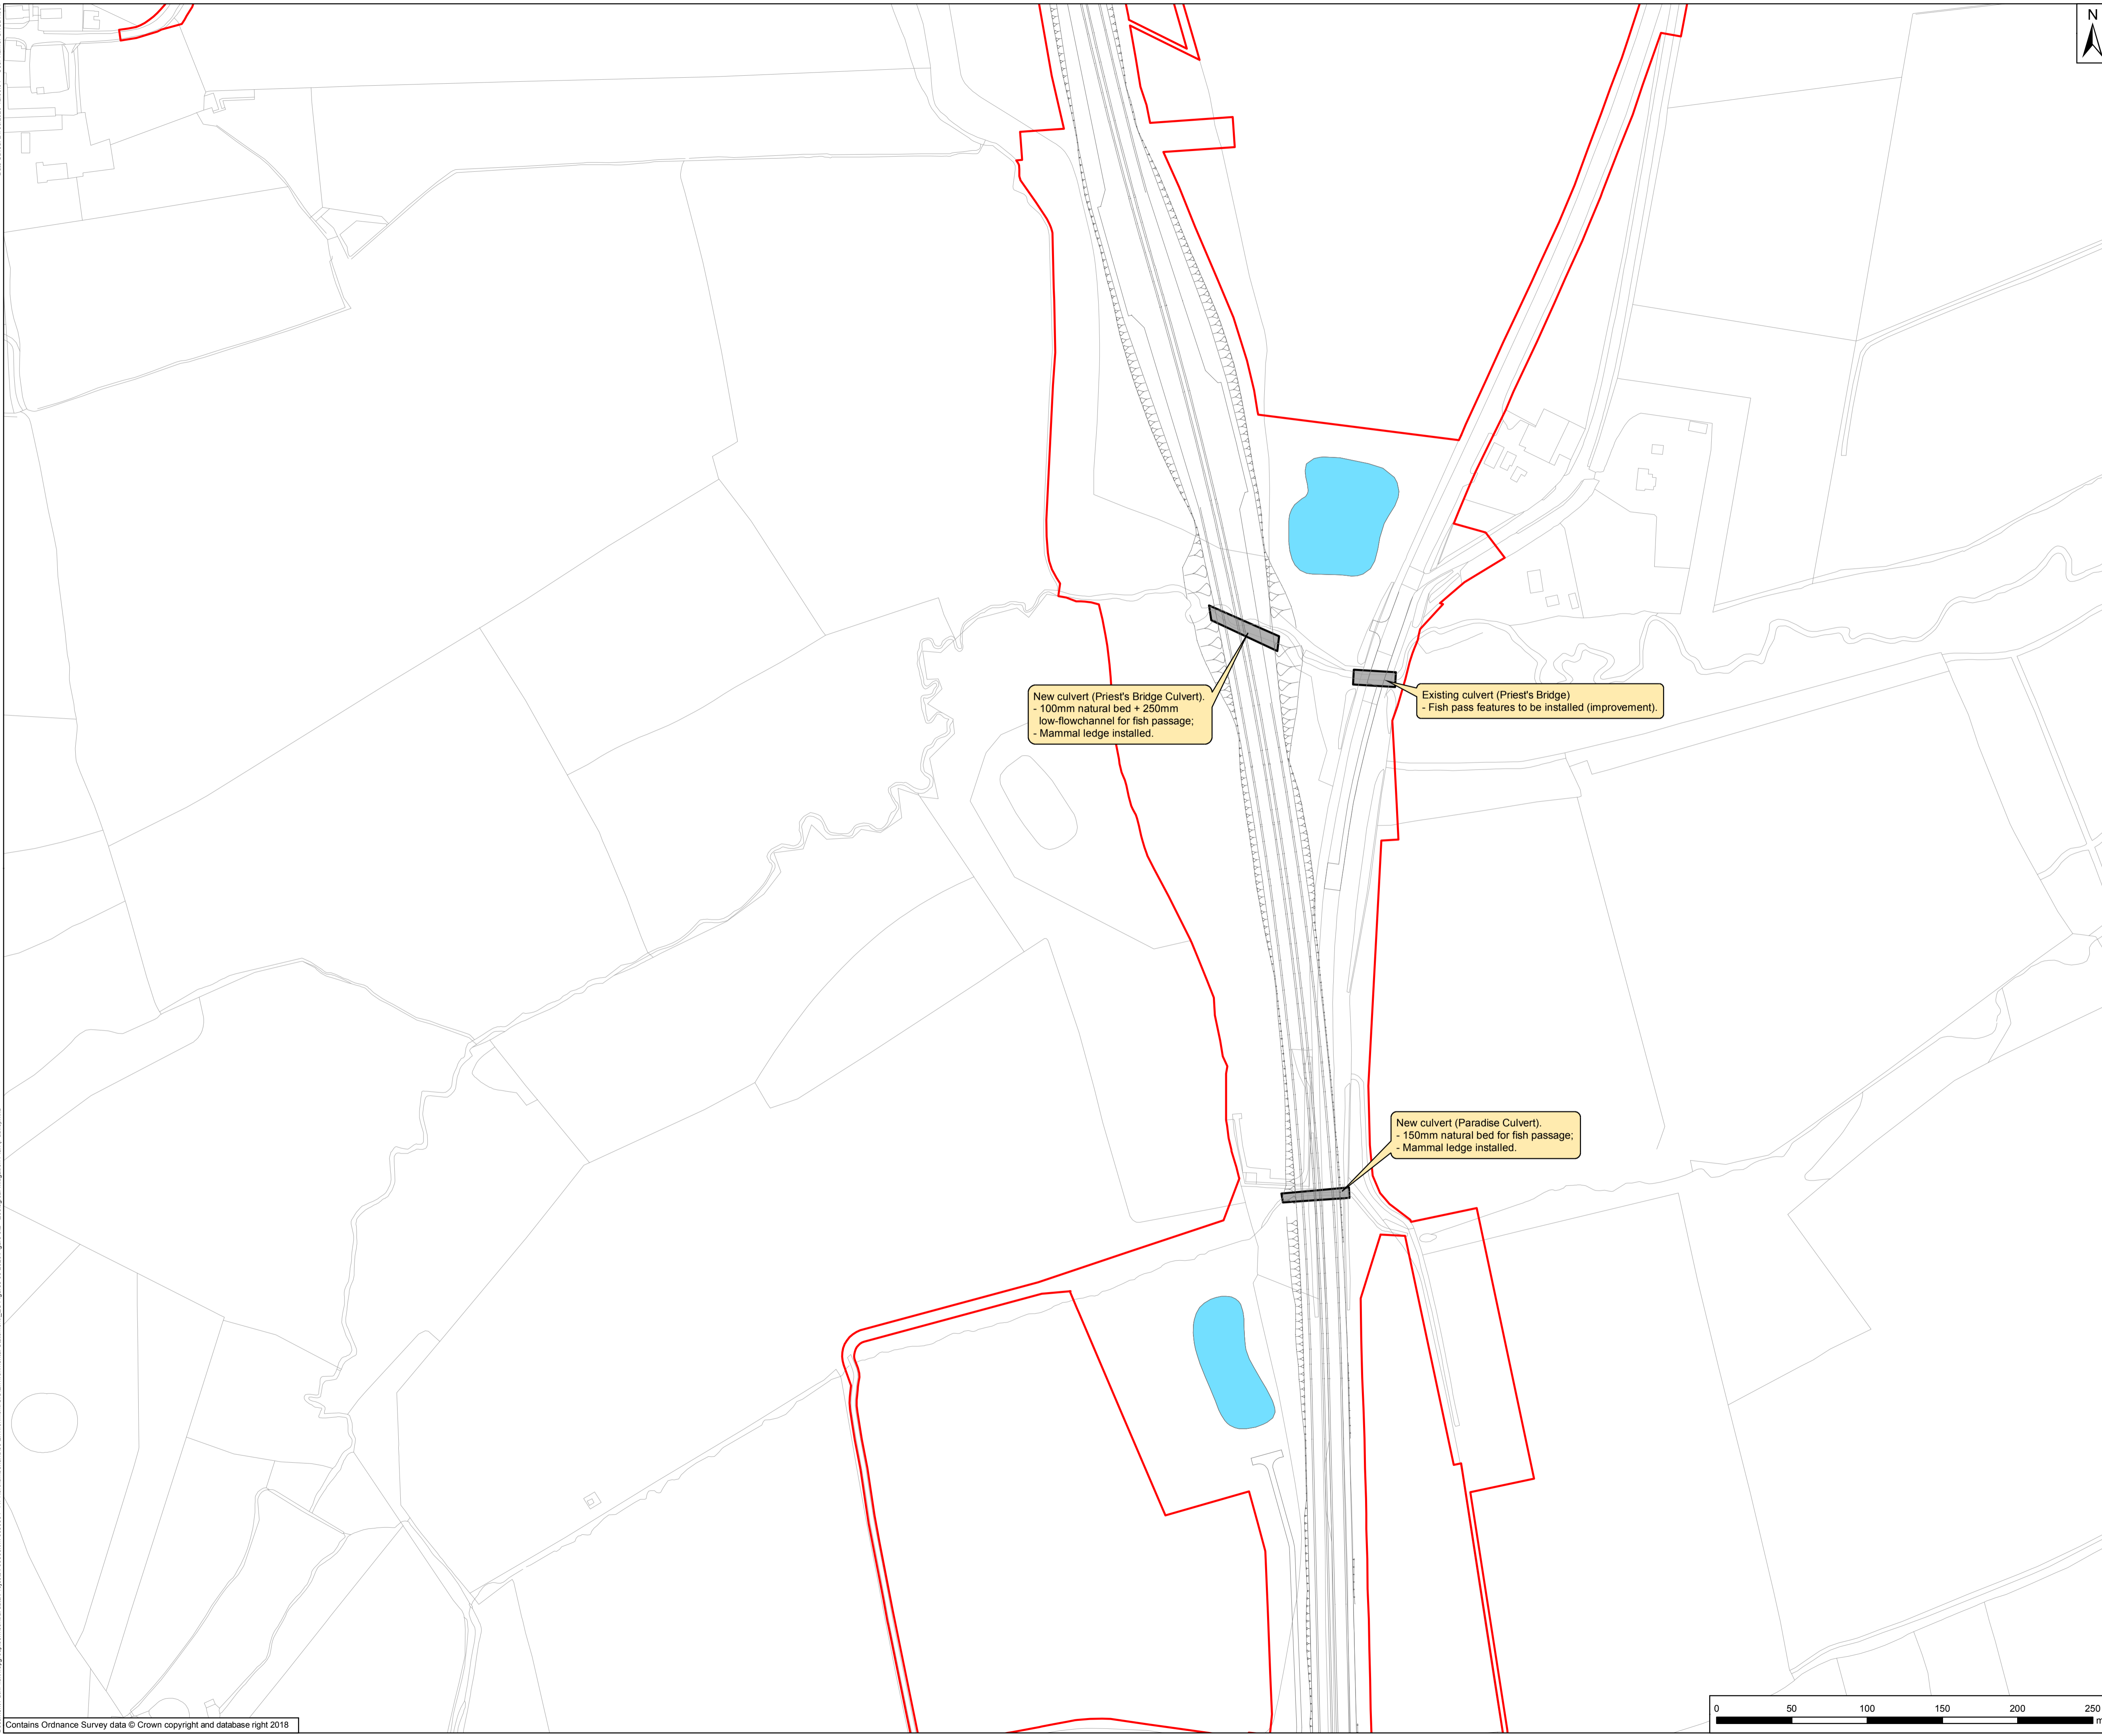 N
New culvert (Priest's Bridge Culvert).
- 100mm natural bed + 250mm
low-flowchannel for fish passage;
- Mammal ledge installed.
Existing culvert (Priest's Bridge)
- Fish pass features to be installed (improvement).
New culvert (Paradise Culvert).
- 150mm natural bed for fish passage;
- Mammal ledge installed.
Contains Ordnance Survey data © Crown copyright and database right 2018
0 50 100 150 200 250
m